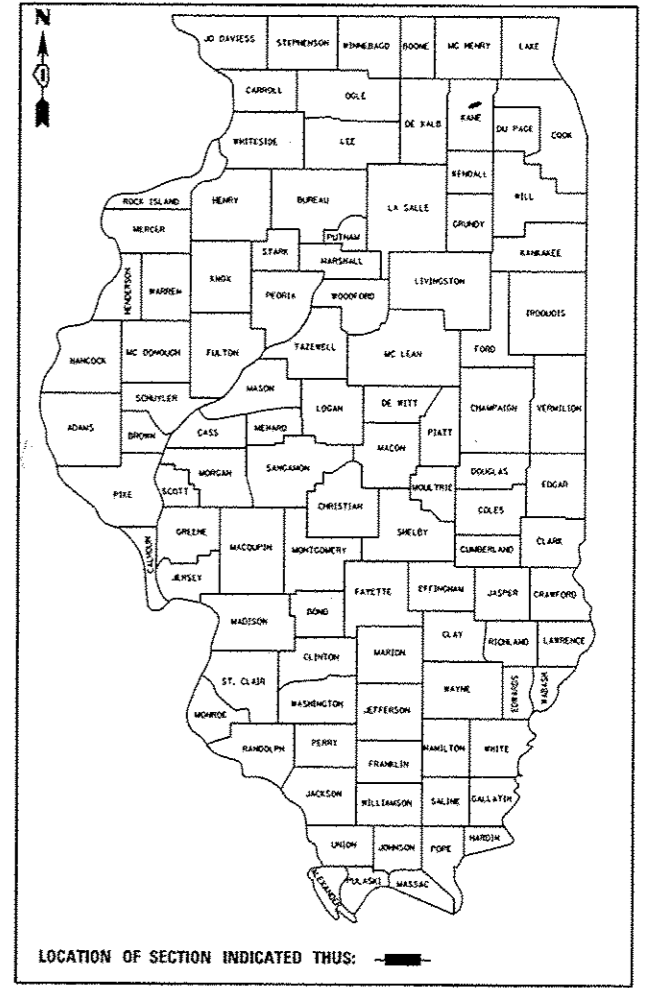 N
JO DAVIESS STEPHENSON WINNEBAGO BOONE MC HENRY LAKE
CARROLL OGLE DE KALB KANE DU PAGE COOK
WHITESIDE LEE
KENDALL
ROCK ISLAND HENRY BUREAU LA SALLE GRUNDY WILL
MERCER PUTNAM
STARK MARSHALL KANKAKEE
HENDERSON WARREN KNOX PEORIA WOODFORD LIVINGSTON
IROQUOIS
HANCOCK MC DONOUGH FULTON TAZEWELL MC LEAN FORD
SCHUYLER MASON LOGAN DE WITT CHAMPAIGN VERMILION
ADAMS BROWN CASS MENARD MACON PIATT
MORGAN SANGAMON DOUGLAS EDGAR
PIKE SCOTT CHRISTIAN MOULTRIE COLES
GREENE MACOUPIN MONTGOMERY SHELBY CUMBERLAND CLARK
CALHOUN JERSEY
FAYETTE EFFINGHAM JASPER CRAWFORD
MADISON BOND
CLAY RICHLAND LAWRENCE
CLINTON MARION
ST. CLAIR WAYNE EDWARDS WABASH
WASHINGTON JEFFERSON
MONROE
RANDOLPH PERRY HAMILTON WHITE
FRANKLIN
JACKSON WILLIAMSON SALINE GALLATIN
UNION JOHNSON POPE HARDIN
ALEXANDER PULASKI MASSAC
LOCATION OF SECTION INDICATED THUS: